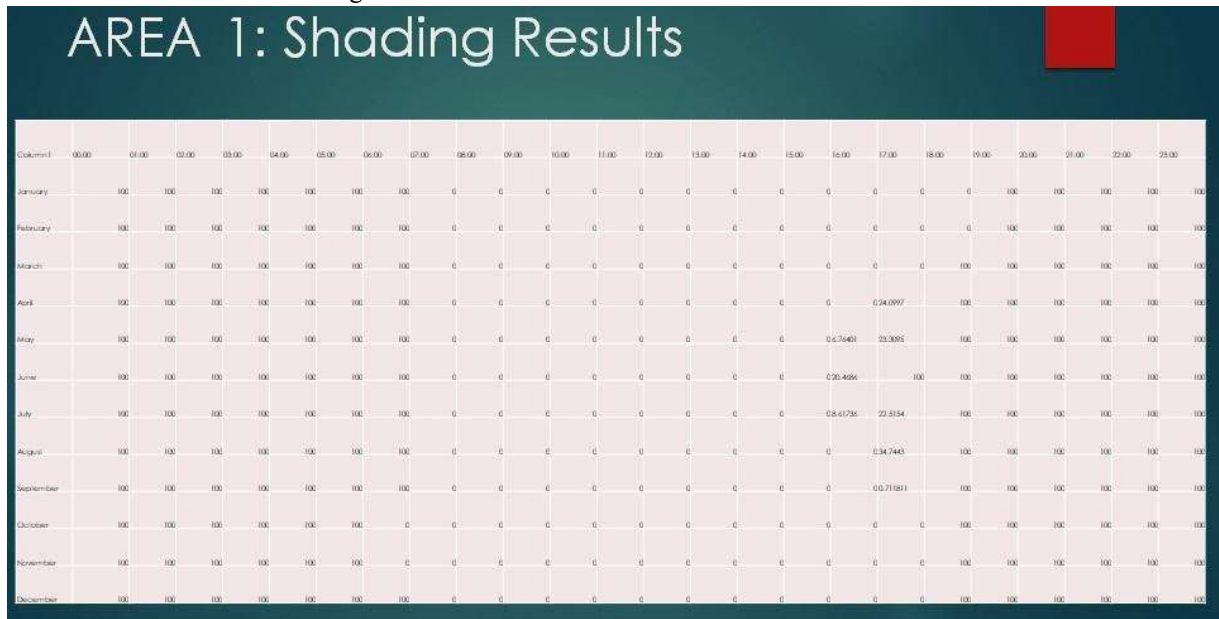 AREA 1: Shading Results
Column1 00:00 01:00 02:00 03:00 04:00 05:00 06:00 07:00 08:00 09:00 10:00 11:00 12:00 13:00 14:00 15:00 16:00 17:00 18:00 19:00 20:00 21:00 22:00 23:00
January 100 100 100 100 100 100 100 0 0 0 0 0 0 0 0 0 0 0 0 100 100 100 100 100
February 100 100 100 100 100 100 100 0 0 0 0 0 0 0 0 0 0 0 0 100 100 100 100 100
March 100 100 100 100 100 100 100 0 0 0 0 0 0 0 0 0 0 0 100 100 100 100 100 100
April 100 100 100 100 100 100 100 0 0 0 0 0 0 0 0 0 0 24.0997 100 100 100 100 100 100
May 100 100 100 100 100 100 100 0 0 0 0 0 0 0 0 0 6.76401 23.3095 100 100 100 100 100 100
June 100 100 100 100 100 100 100 0 0 0 0 0 0 0 0 0 20.4686 100 100 100 100 100 100 100
July 100 100 100 100 100 100 100 0 0 0 0 0 0 0 0 0 8.61736 22.5154 100 100 100 100 100 100
August 100 100 100 100 100 100 100 0 0 0 0 0 0 0 0 0 0 34.7443 100 100 100 100 100 100
September 100 100 100 100 100 100 100 0 0 0 0 0 0 0 0 0 0 0.711811 100 100 100 100 100 100
October 100 100 100 100 100 100 0 0 0 0 0 0 0 0 0 0 0 0 100 100 100 100 100 100
November 100 100 100 100 100 100 0 0 0 0 0 0 0 0 0 0 0 0 100 100 100 100 100 100
December 100 100 100 100 100 100 100 0 0 0 0 0 0 0 0 0 0 0 100 100 100 100 100 100